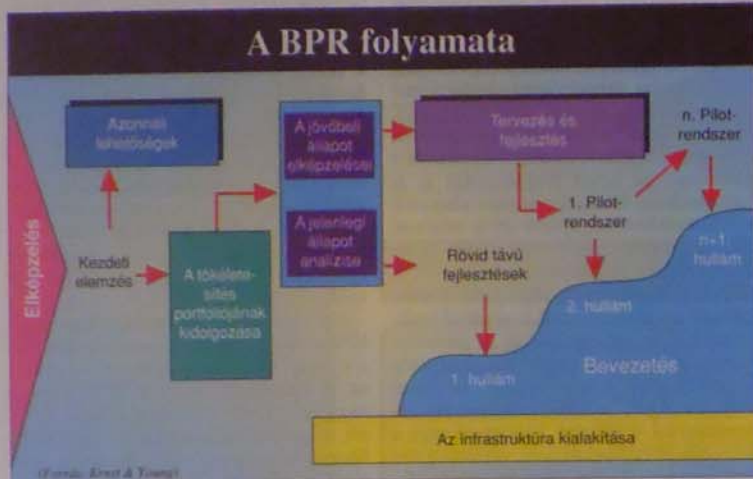 A BPR folyamata
Elképzelés
Azonnali
lehetőségek
Kezdeti
elemzés
A tökélete-
sítés
portfoliójának
kidolgozása
A jövőbeli
állapot
elképzelései
A jelenlegi
állapot
analízise
Tervezés és
fejlesztés
Rövid távú
fejlesztések
1. Pilot-
rendszer
n. Pilot-
rendszer
1. hullám
2. hullám
n+1.
hullám
Bevezetés
Az infrastruktúra kialakítása
(Forrás: Ernst & Young)